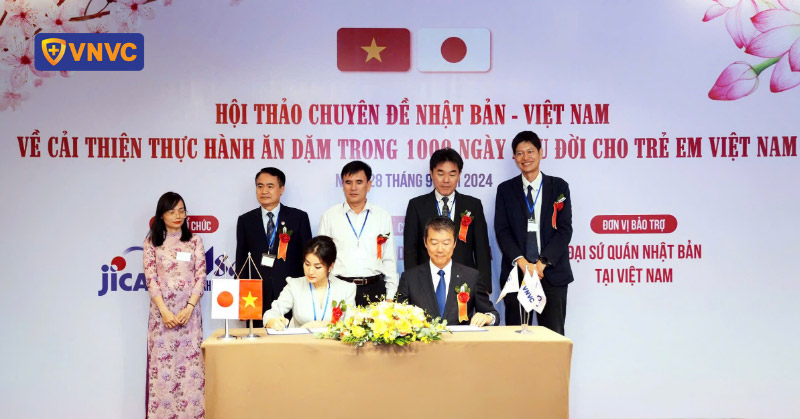 VNVC
HỘI THẢO CHUYÊN ĐỀ NHẬT BẢN - VIỆT NAM
VỀ CẢI THIỆN THỰC HÀNH ĂN DẶM TRONG 1000 NGÀY ĐỜI CHO TRẺ EM VIỆT NAM
28 THÁNG 2024
CHỨC
ĐƠN VỊ BẢO TRỢ
ĐẠI SỨ QUÁN NHẬT BẢN
TẠI VIỆT NAM
VNVC